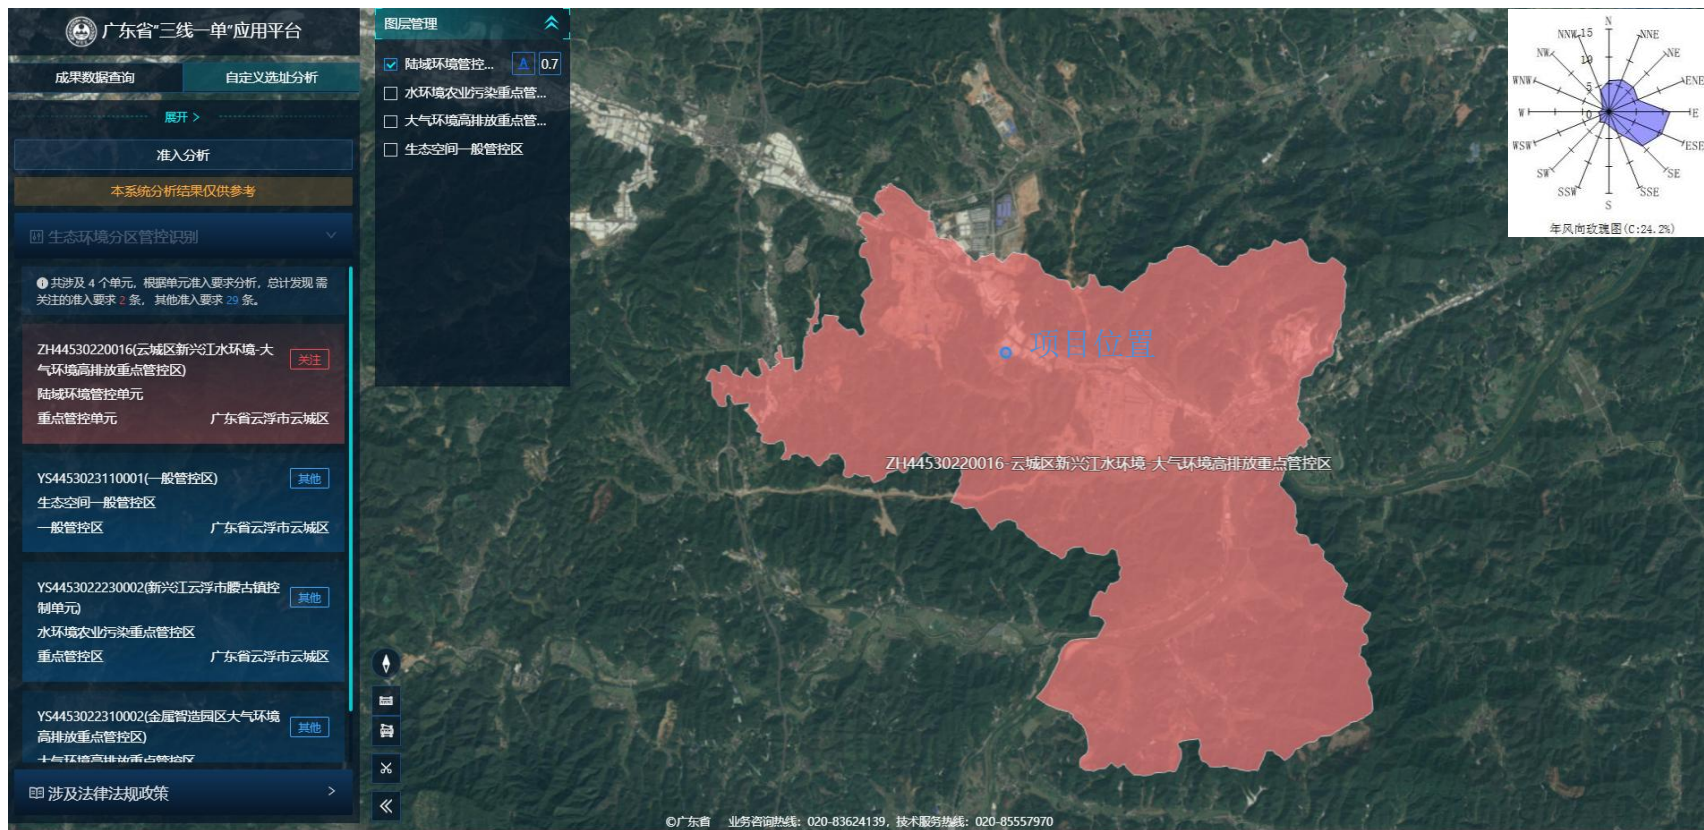 广东省“三线一单”应用平台
成果数据查询
自定义选址分析
展开 >
准入分析
本系统分析结果仅供参考
生态环境分区管控识别
共涉及 4 个单元，根据单元准入要求分析，总计发现 需
关注的准入要求 2 条， 其他准入要求 29 条。
ZH44530220016(云城区新兴江水环境-大
气环境高排放重点管控区)
关注
陆域环境管控单元
重点管控单元
广东省云浮市云城区
YS4453023110001(一般管控区)
其他
生态空间一般管控区
一般管控区
广东省云浮市云城区
YS4453022230002(新兴江云浮市腰古镇控
制单元)
其他
水环境农业污染重点管控区
重点管控区
广东省云浮市云城区
YS4453022310002(金属智造园区大气环境
高排放重点管控区)
其他
大气环境高排放重点管控区
涉及法律法规政策
图层管理
陆域环境管控...
A
0.7
水环境农业污染重点管...
大气环境高排放重点管...
生态空间一般管控区
项目位置
ZH44530220016-云城区新兴江水环境-大气环境高排放重点管控区
N
NNW
15
NNE
NW
10
NE
WNW
5
ENE
W
0
E
WSW
ESE
SW
SE
SSW
SSE
S
年风向玫瑰图(C:24.2%)
©广东省 业务咨询热线：020-83624139，技术服务热线：020-85557970